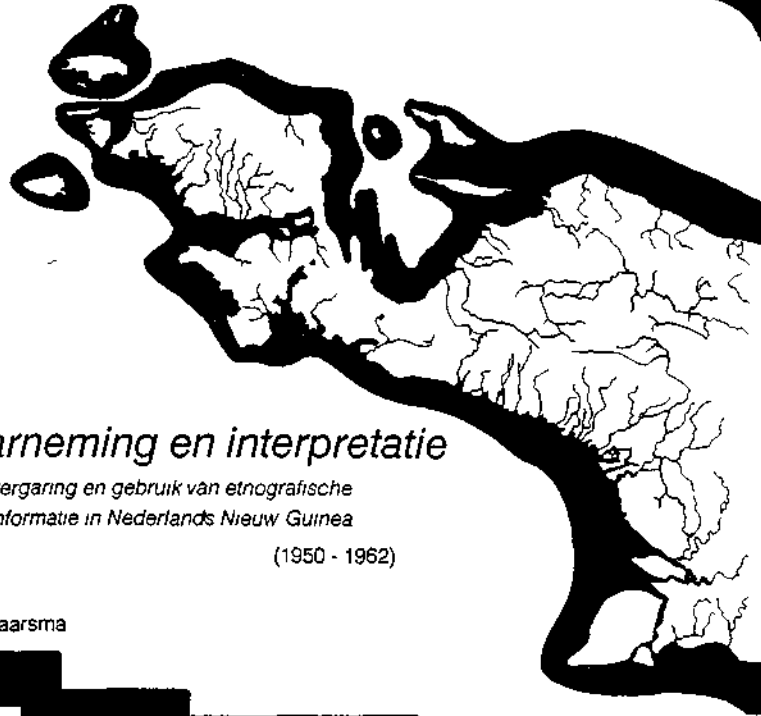 arneming en interpretatie
ergaring en gebruik van etnografische
nformatie in Nederlands Nieuw Guinea
(1950 - 1962)
aarsma